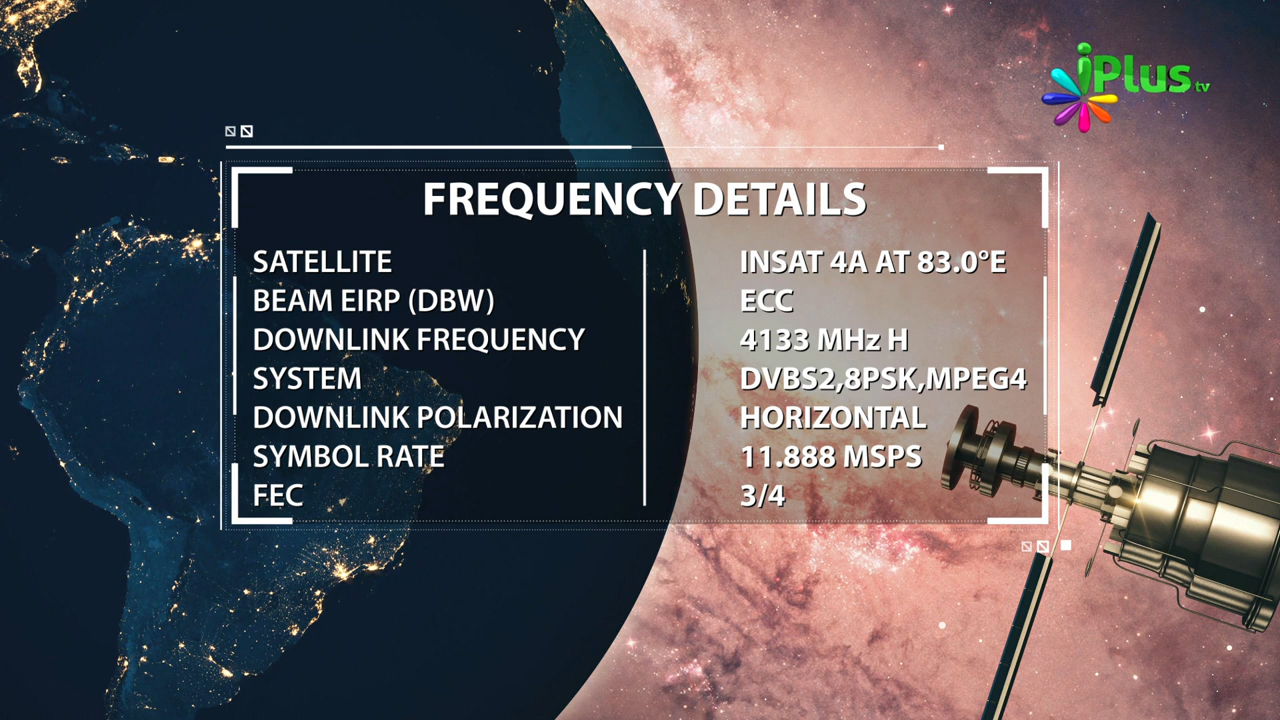 iPlus tv
FREQUENCY DETAILS
SATELLITE INSAT 4A AT 83.0°E
BEAM EIRP (DBW) ECC
DOWNLINK FREQUENCY 4133 MHz H
SYSTEM DVBS2,8PSK,MPEG4
DOWNLINK POLARIZATION HORIZONTAL
SYMBOL RATE 11.888 MSPS
FEC 3/4